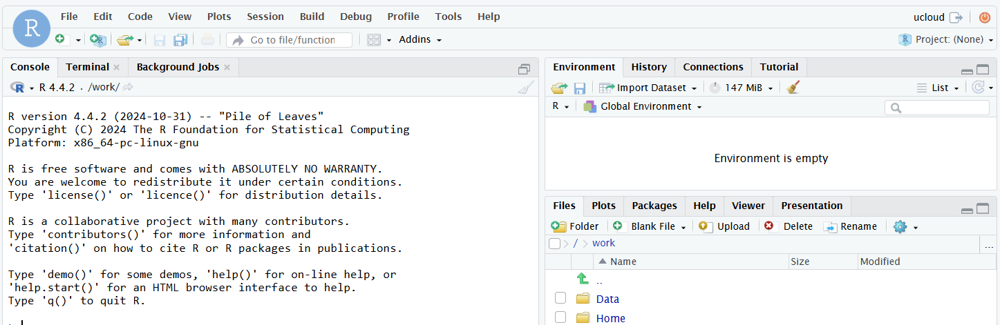 File Edit Code View Plots Session Build Debug Profile Tools Help
ucloud
R
Go to file/function
Addins
Project: (None)
Console Terminal Background Jobs
R 4.4.2 . /work/
R version 4.4.2 (2024-10-31) -- "Pile of Leaves"
Copyright (C) 2024 The R Foundation for Statistical Computing
Platform: x86_64-pc-linux-gnu
R is free software and comes with ABSOLUTELY NO WARRANTY.
You are welcome to redistribute it under certain conditions.
Type 'license()' or 'licence()' for distribution details.
R is a collaborative project with many contributors.
Type 'contributors()' for more information and
'citation()' on how to cite R or R packages in publications.
Type 'demo()' for some demos, 'help()' for on-line help, or
'help.start()' for an HTML browser interface to help.
Type 'q()' to quit R.
Environment History Connections Tutorial
Import Dataset 147 MiB List
R Global Environment
Environment is empty
Files Plots Packages Help Viewer Presentation
Folder Blank File Upload Delete Rename
/ work ...
Name Size Modified
..
Data
Home